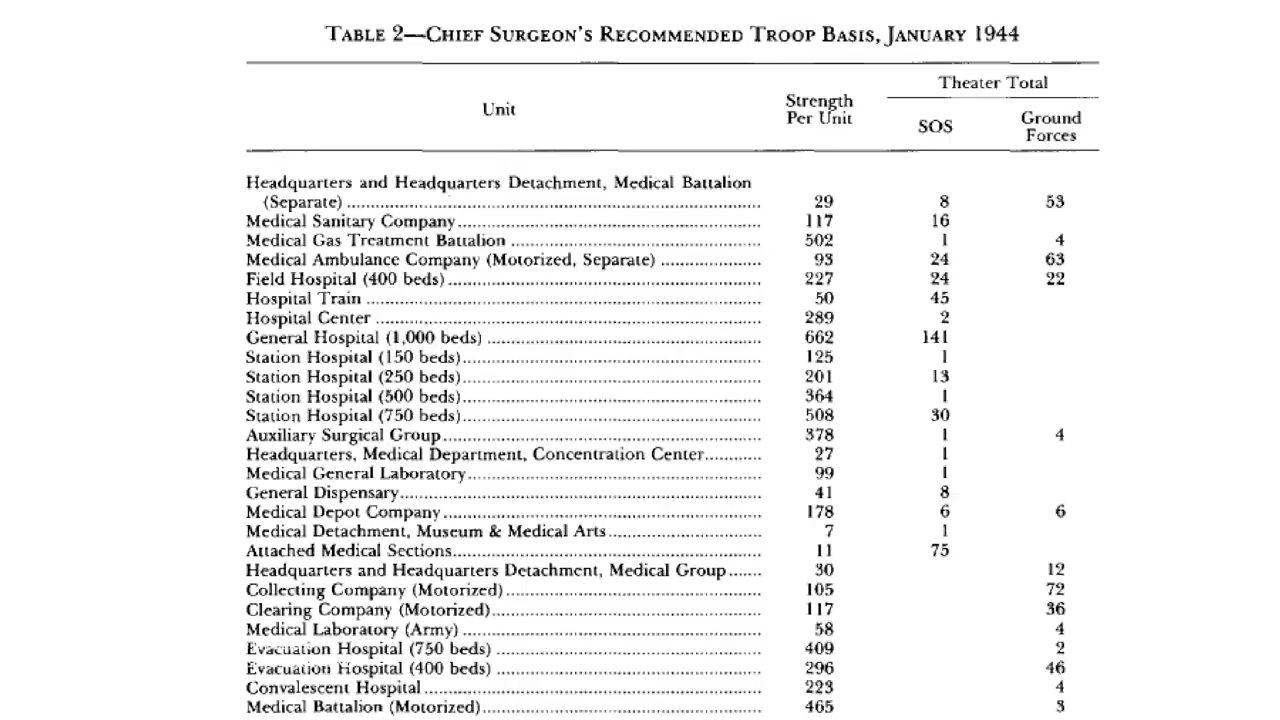 TABLE 2—CHIEF SURGEON'S RECOMMENDED TROOP BASIS, JANUARY 1944
Unit Strength Per Unit Theater Total
SOS Ground Forces
Headquarters and Headquarters Detachment, Medical Battalion
(Separate) 29 8 53
Medical Sanitary Company 117 16
Medical Gas Treatment Battalion 502 1 4
Medical Ambulance Company (Motorized, Separate) 93 24 63
Field Hospital (400 beds) 227 24 22
Hospital Train 50 45
Hospital Center 289 2
General Hospital (1,000 beds) 662 141
Station Hospital (150 beds) 125 1
Station Hospital (250 beds) 201 13
Station Hospital (500 beds) 364 1
Station Hospital (750 beds) 508 30
Auxiliary Surgical Group 378 1 4
Headquarters, Medical Department, Concentration Center 27 1
Medical General Laboratory 99 1
General Dispensary 41 8
Medical Depot Company 178 6 6
Medical Detachment, Museum & Medical Arts 7 1
Attached Medical Sections 11 75
Headquarters and Headquarters Detachment, Medical Group 30 12
Collecting Company (Motorized) 105 72
Clearing Company (Motorized) 117 36
Medical Laboratory (Army) 58 4
Evacuation Hospital (750 beds) 409 2
Evacuation Hospital (400 beds) 296 46
Convalescent Hospital 223 4
Medical Battalion (Motorized) 465 3